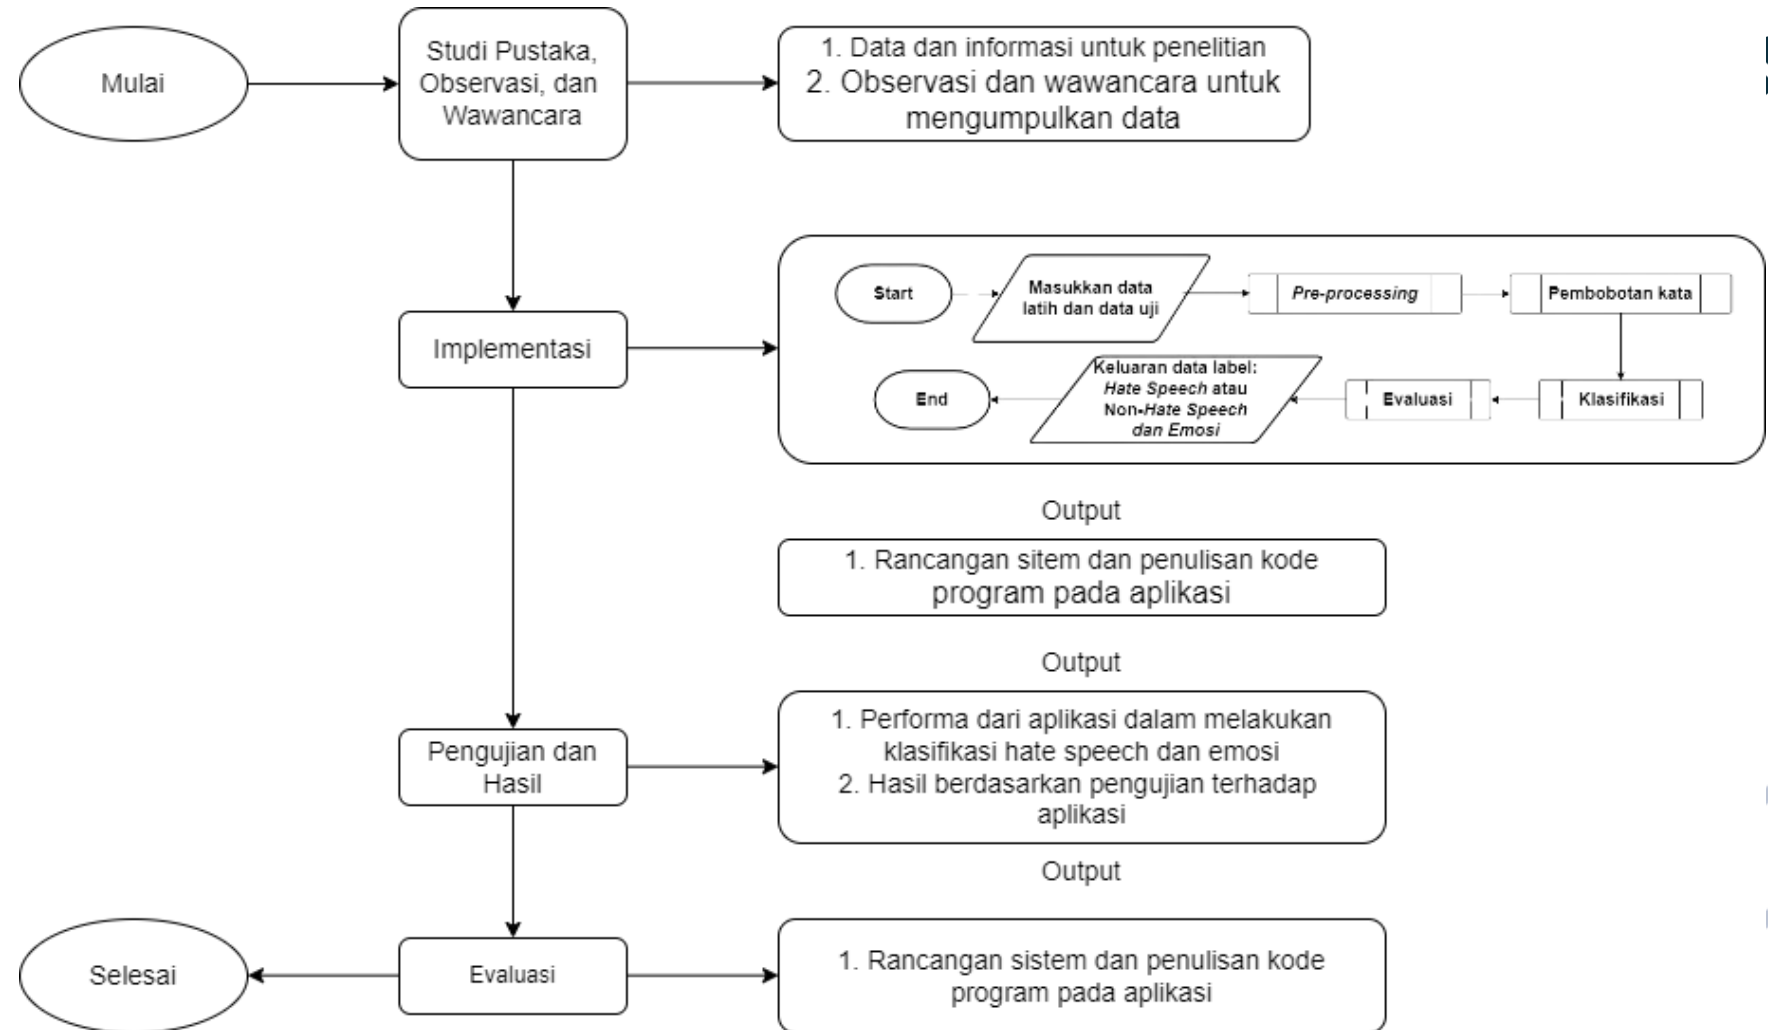 Mulai
Studi Pustaka,
Observasi, dan
Wawancara
1. Data dan informasi untuk penelitian
2. Observasi dan wawancara untuk
mengumpulkan data
Implementasi
Start
Masukkan data
latih dan data uji
Pre-processing
Pembobotan kata
Klasifikasi
Evaluasi
Keluaran data label:
Hate Speech atau
Non-Hate Speech
dan Emosi
End
Output
1. Rancangan sitem dan penulisan kode
program pada aplikasi
Output
Pengujian dan
Hasil
1. Performa dari aplikasi dalam melakukan
klasifikasi hate speech dan emosi
2. Hasil berdasarkan pengujian terhadap
aplikasi
Output
Evaluasi
1. Rancangan sistem dan penulisan kode
program pada aplikasi
Selesai